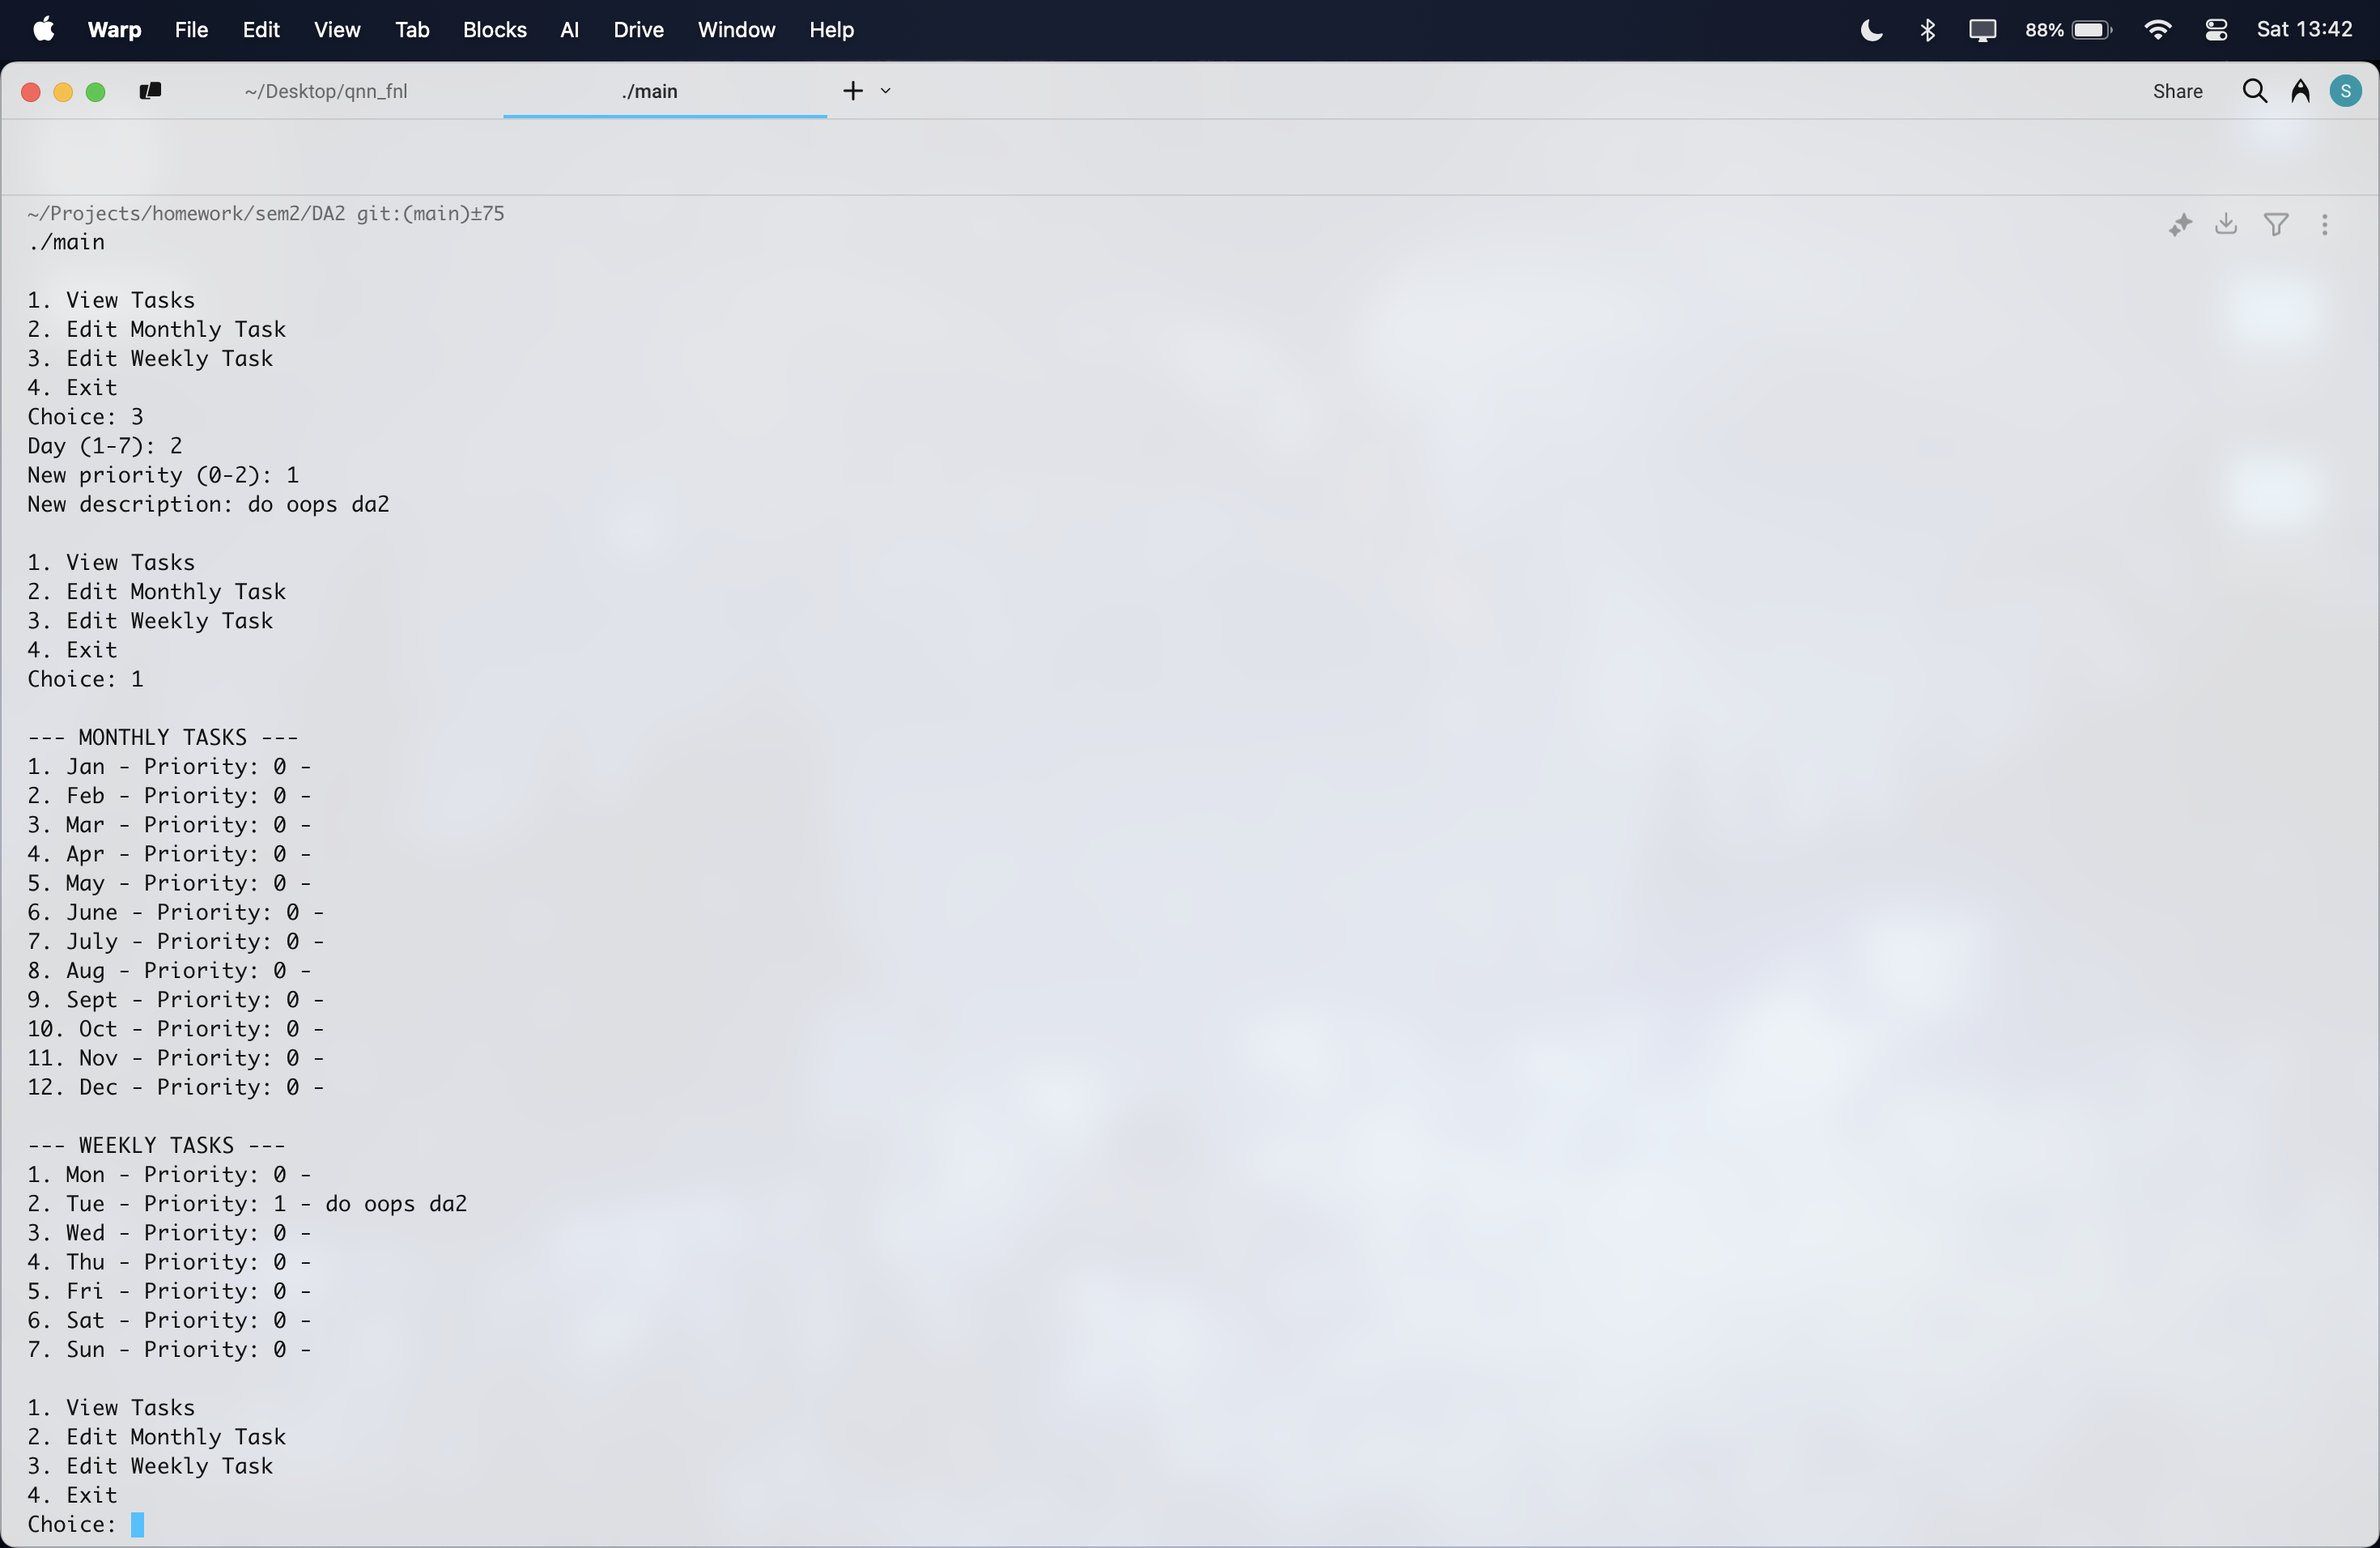 Warp File Edit View Tab Blocks AI Drive Window Help 88% Sat 13:42
~/Desktop/qnn_fnl ./main Share S
~/Projects/homework/sem2/DA2 git:(main)±75
./main
1. View Tasks
2. Edit Monthly Task
3. Edit Weekly Task
4. Exit
Choice: 3
Day (1-7): 2
New priority (0-2): 1
New description: do oops da2
1. View Tasks
2. Edit Monthly Task
3. Edit Weekly Task
4. Exit
Choice: 1
--- MONTHLY TASKS ---
1. Jan - Priority: 0 -
2. Feb - Priority: 0 -
3. Mar - Priority: 0 -
4. Apr - Priority: 0 -
5. May - Priority: 0 -
6. June - Priority: 0 -
7. July - Priority: 0 -
8. Aug - Priority: 0 -
9. Sept - Priority: 0 -
10. Oct - Priority: 0 -
11. Nov - Priority: 0 -
12. Dec - Priority: 0 -
--- WEEKLY TASKS ---
1. Mon - Priority: 0 -
2. Tue - Priority: 1 - do oops da2
3. Wed - Priority: 0 -
4. Thu - Priority: 0 -
5. Fri - Priority: 0 -
6. Sat - Priority: 0 -
7. Sun - Priority: 0 -
1. View Tasks
2. Edit Monthly Task
3. Edit Weekly Task
4. Exit
Choice: